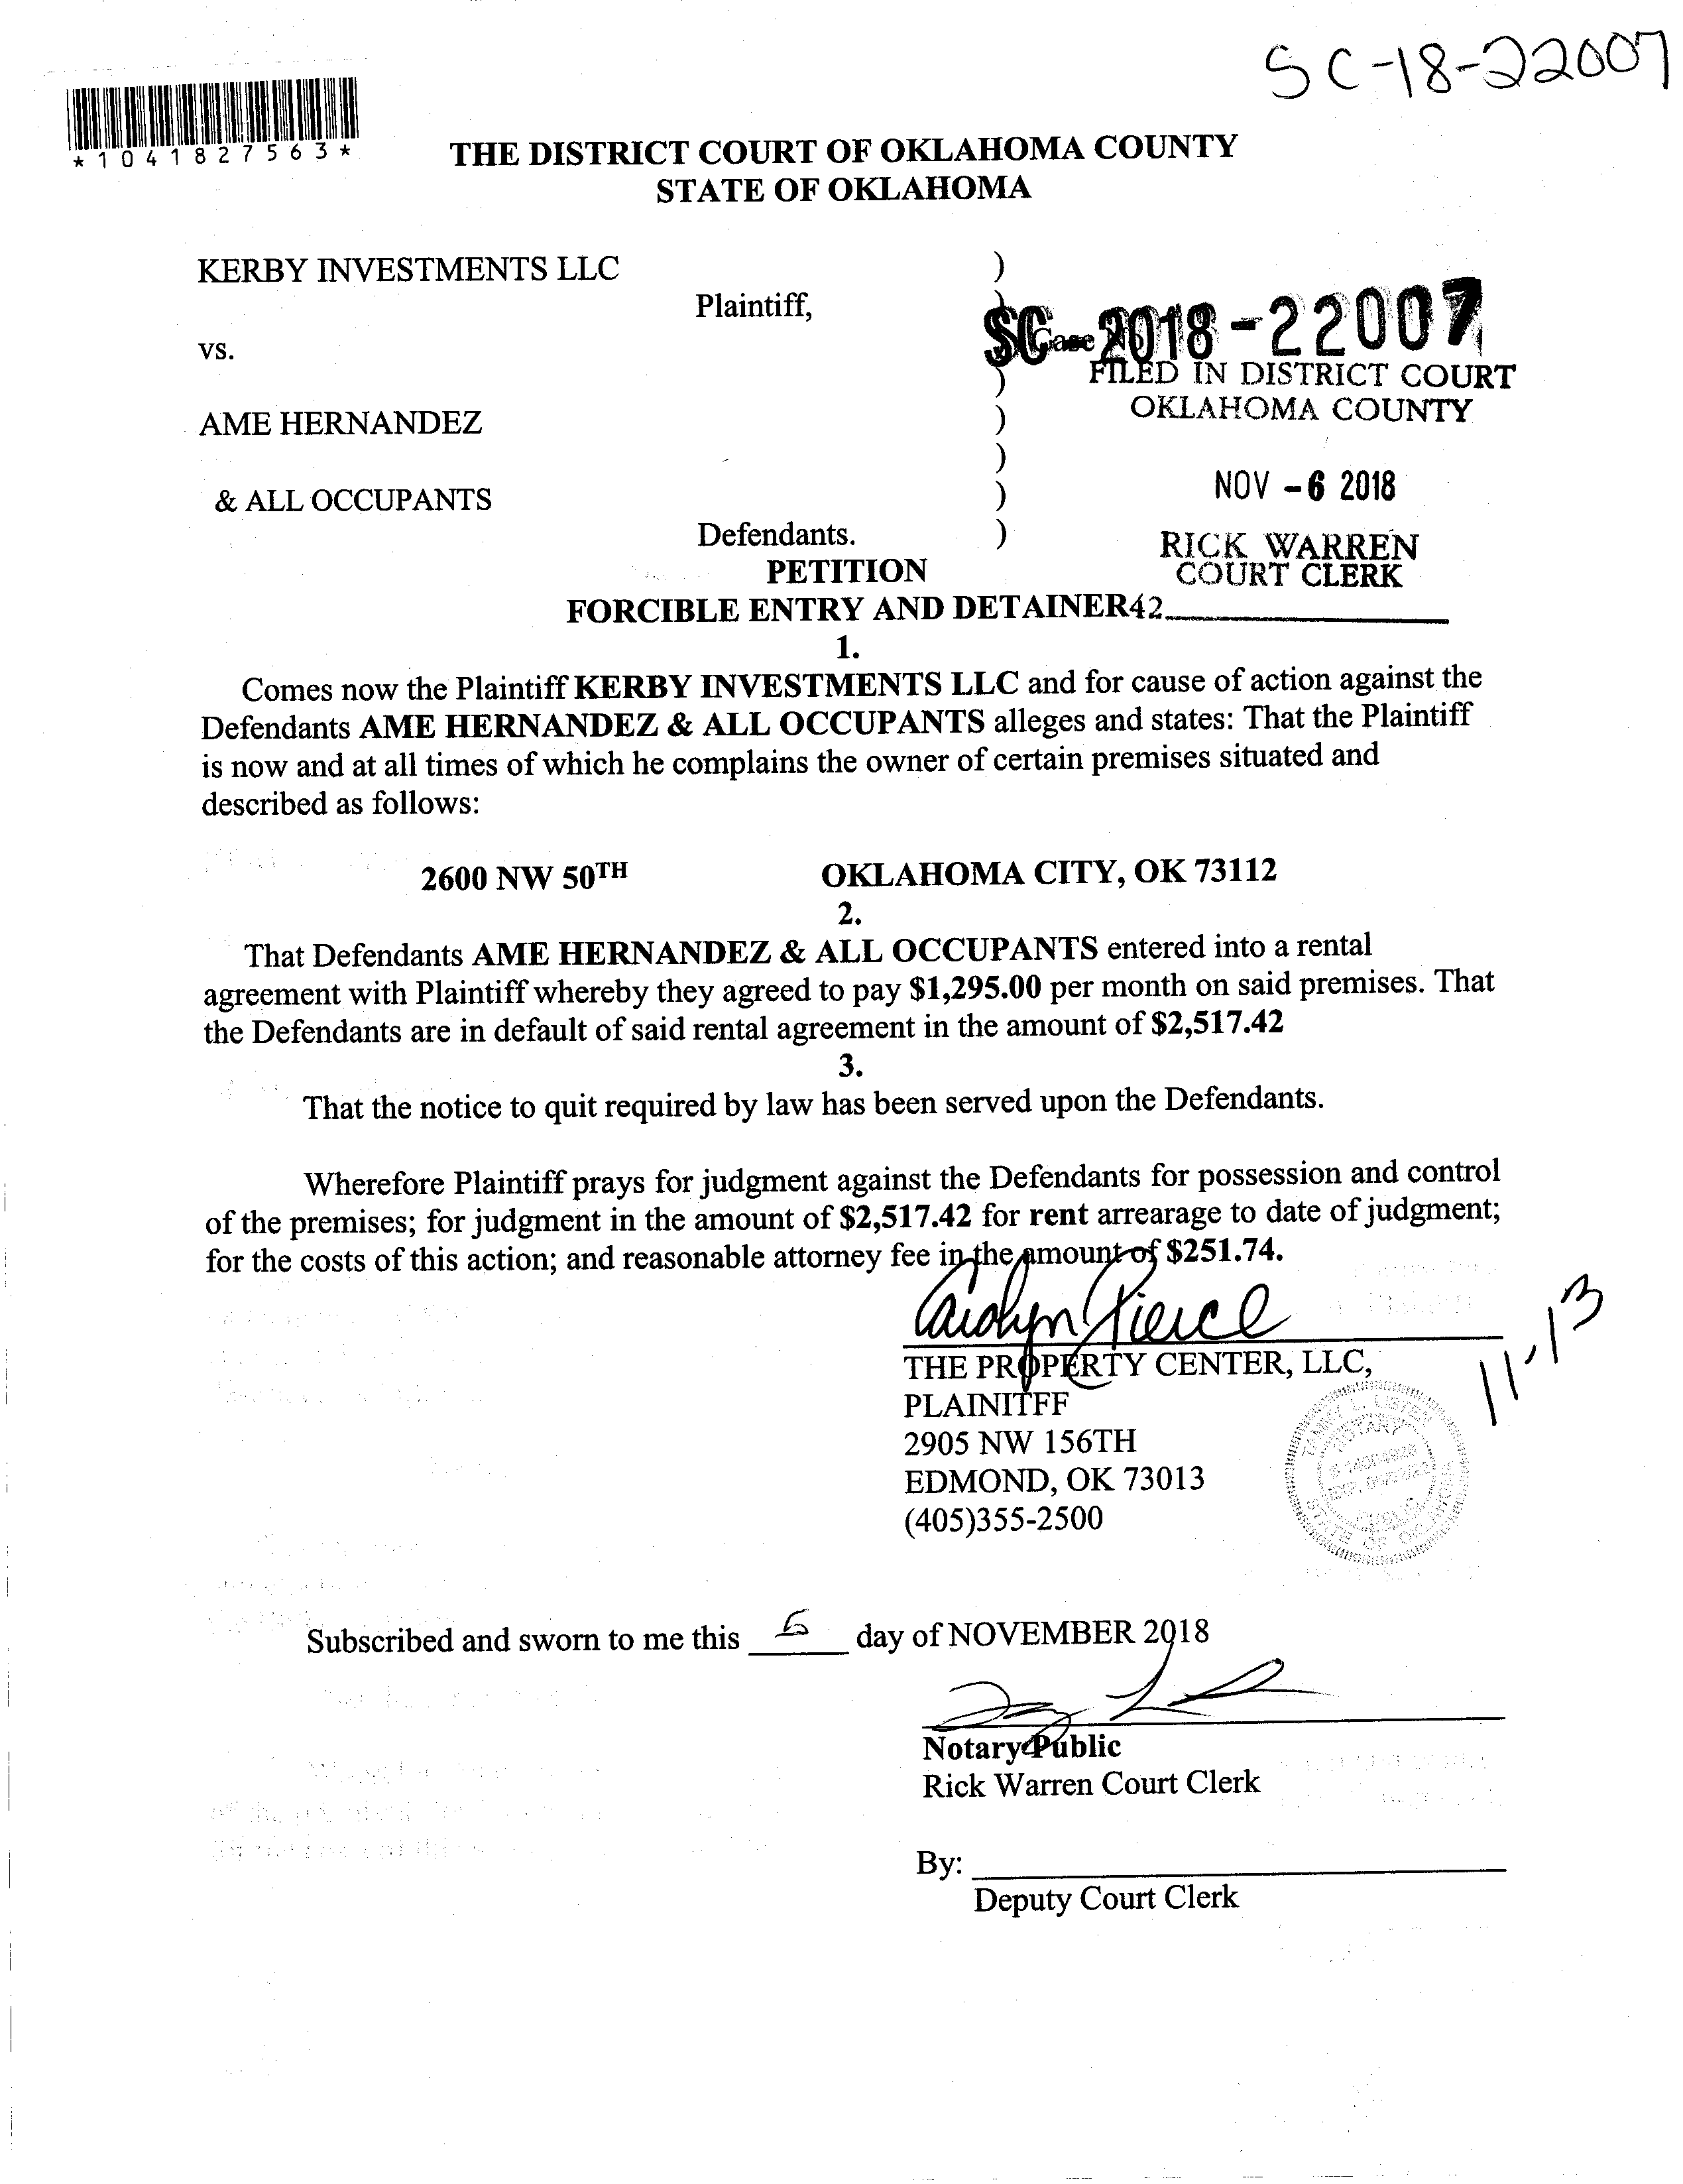 SC-18-22007
*1041827563*
THE DISTRICT COURT OF OKLAHOMA COUNTY
STATE OF OKLAHOMA
KERBY INVESTMENTS LLC )
Plaintiff, )
SC-2018-22007
Case
vs.
)
FILED IN DISTRICT COURT
OKLAHOMA COUNTY
AME HERNANDEZ )
)
NOV -6 2018
& ALL OCCUPANTS )
Defendants. )
RICK WARREN
COURT CLERK
PETITION
FORCIBLE ENTRY AND DETAINER42
1.
Comes now the Plaintiff KERBY INVESTMENTS LLC and for cause of action against the
Defendants AME HERNANDEZ & ALL OCCUPANTS alleges and states: That the Plaintiff
is now and at all times of which he complains the owner of certain premises situated and
described as follows:
2600 NW 50TH OKLAHOMA CITY, OK 73112
2.
That Defendants AME HERNANDEZ & ALL OCCUPANTS entered into a rental
agreement with Plaintiff whereby they agreed to pay $1,295.00 per month on said premises. That
the Defendants are in default of said rental agreement in the amount of $2,517.42
3.
That the notice to quit required by law has been served upon the Defendants.
Wherefore Plaintiff prays for judgment against the Defendants for possession and control
of the premises; for judgment in the amount of $2,517.42 for rent arrearage to date of judgment;
for the costs of this action; and reasonable attorney fee in the amount of $251.74.
Carolyn Pierce
11-13
THE PROPERTY CENTER, LLC,
PLAINITFF
2905 NW 156TH
EDMOND, OK 73013
(405)355-2500
NOTARY
PUBLIC
STATE OF OKLAHOMA
Subscribed and sworn to me this 6 day of NOVEMBER 2018
Notary Public
Rick Warren Court Clerk
By:
Deputy Court Clerk